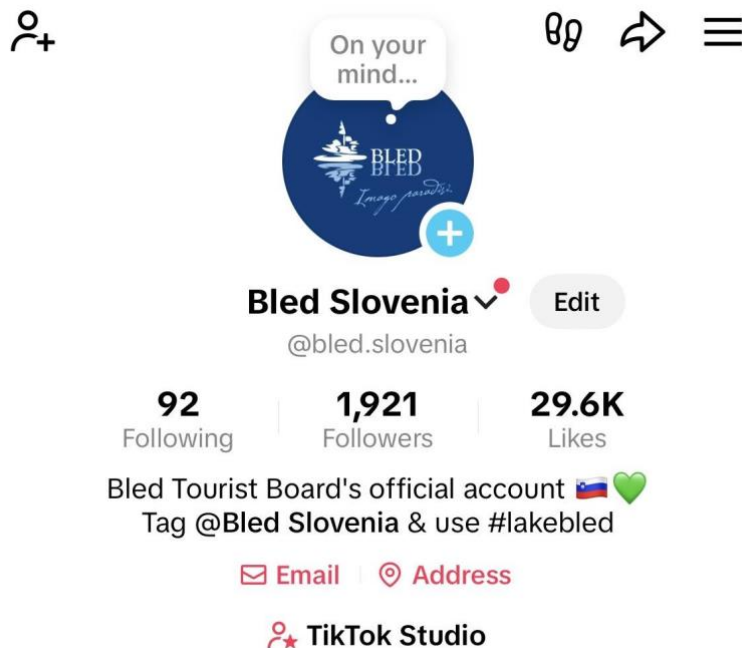 On your
mind...
BLED
Imago paradisi.
Bled Slovenia
Edit
@bled.slovenia
92
Following
1,921
Followers
29.6K
Likes
Bled Tourist Board's official account 🇸🇮💚
Tag @Bled Slovenia & use #lakebled
Email
Address
TikTok Studio